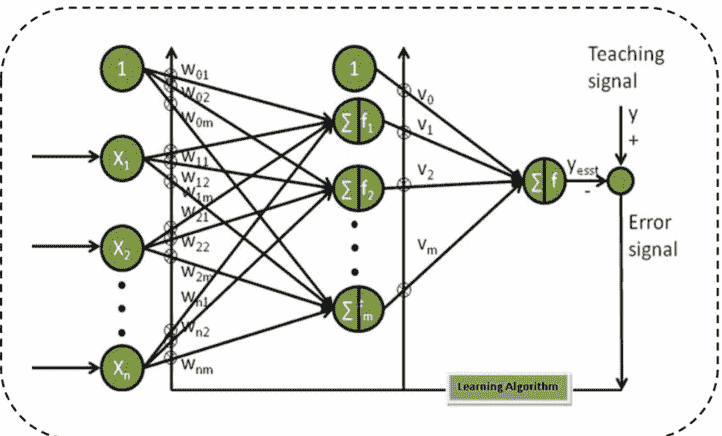 1
X1
X2
Xn
W01
W02
W0m
W11
W12
W1m
W21
W22
W2m
Wn1
Wn2
Wnm
1
∑ f1
∑ f2
∑ fm
V0
V1
V2
Vm
∑ f
yesst
-
Teaching
signal
y
+
Error
signal
Learning Algorithm